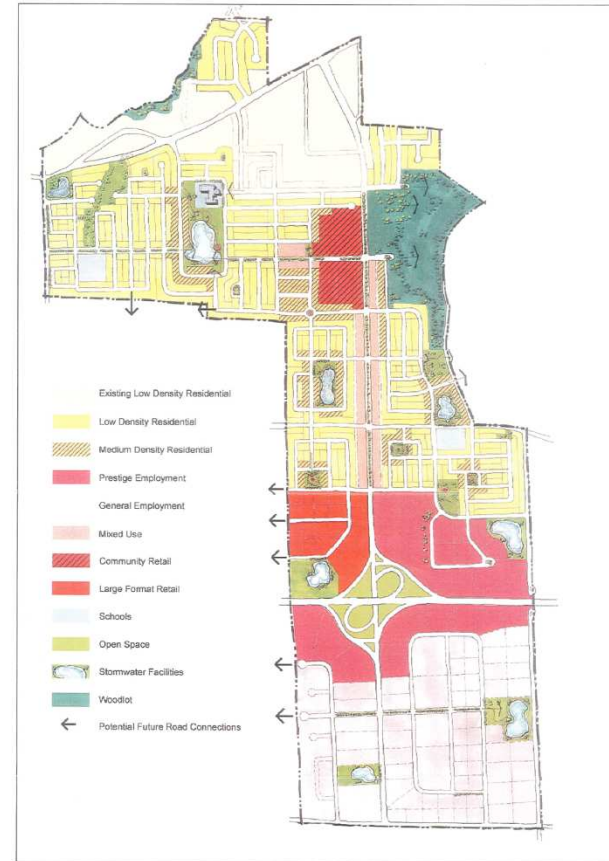 Existing Low Density Residential
Low Density Residential
Medium Density Residential
Prestige Employment
General Employment
Mixed Use
Community Retail
Large Format Retail
Schools
Open Space
Stormwater Facilities
Woodlot
Potential Future Road Connections